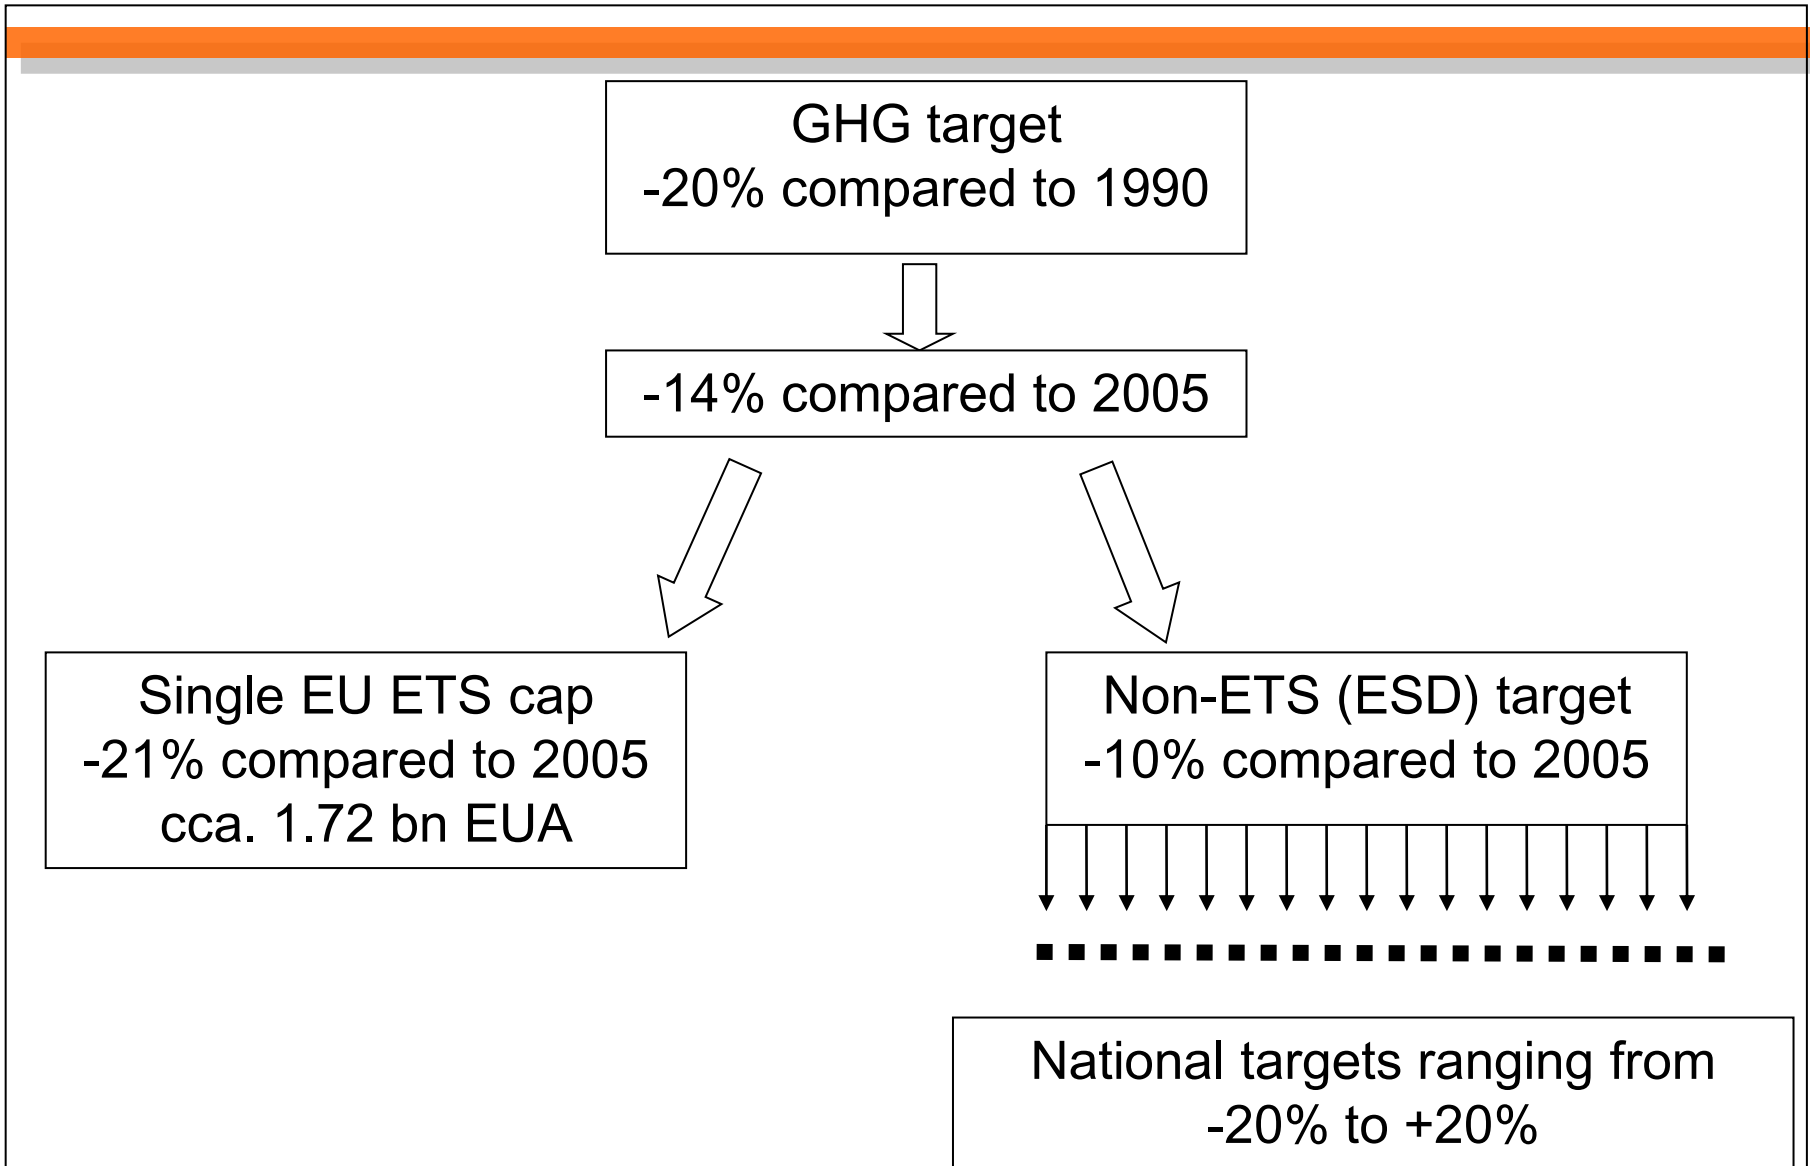 GHG target
-20% compared to 1990
-14% compared to 2005
Single EU ETS cap
-21% compared to 2005
cca. 1.72 bn EUA
Non-ETS (ESD) target
-10% compared to 2005
National targets ranging from
-20% to +20%